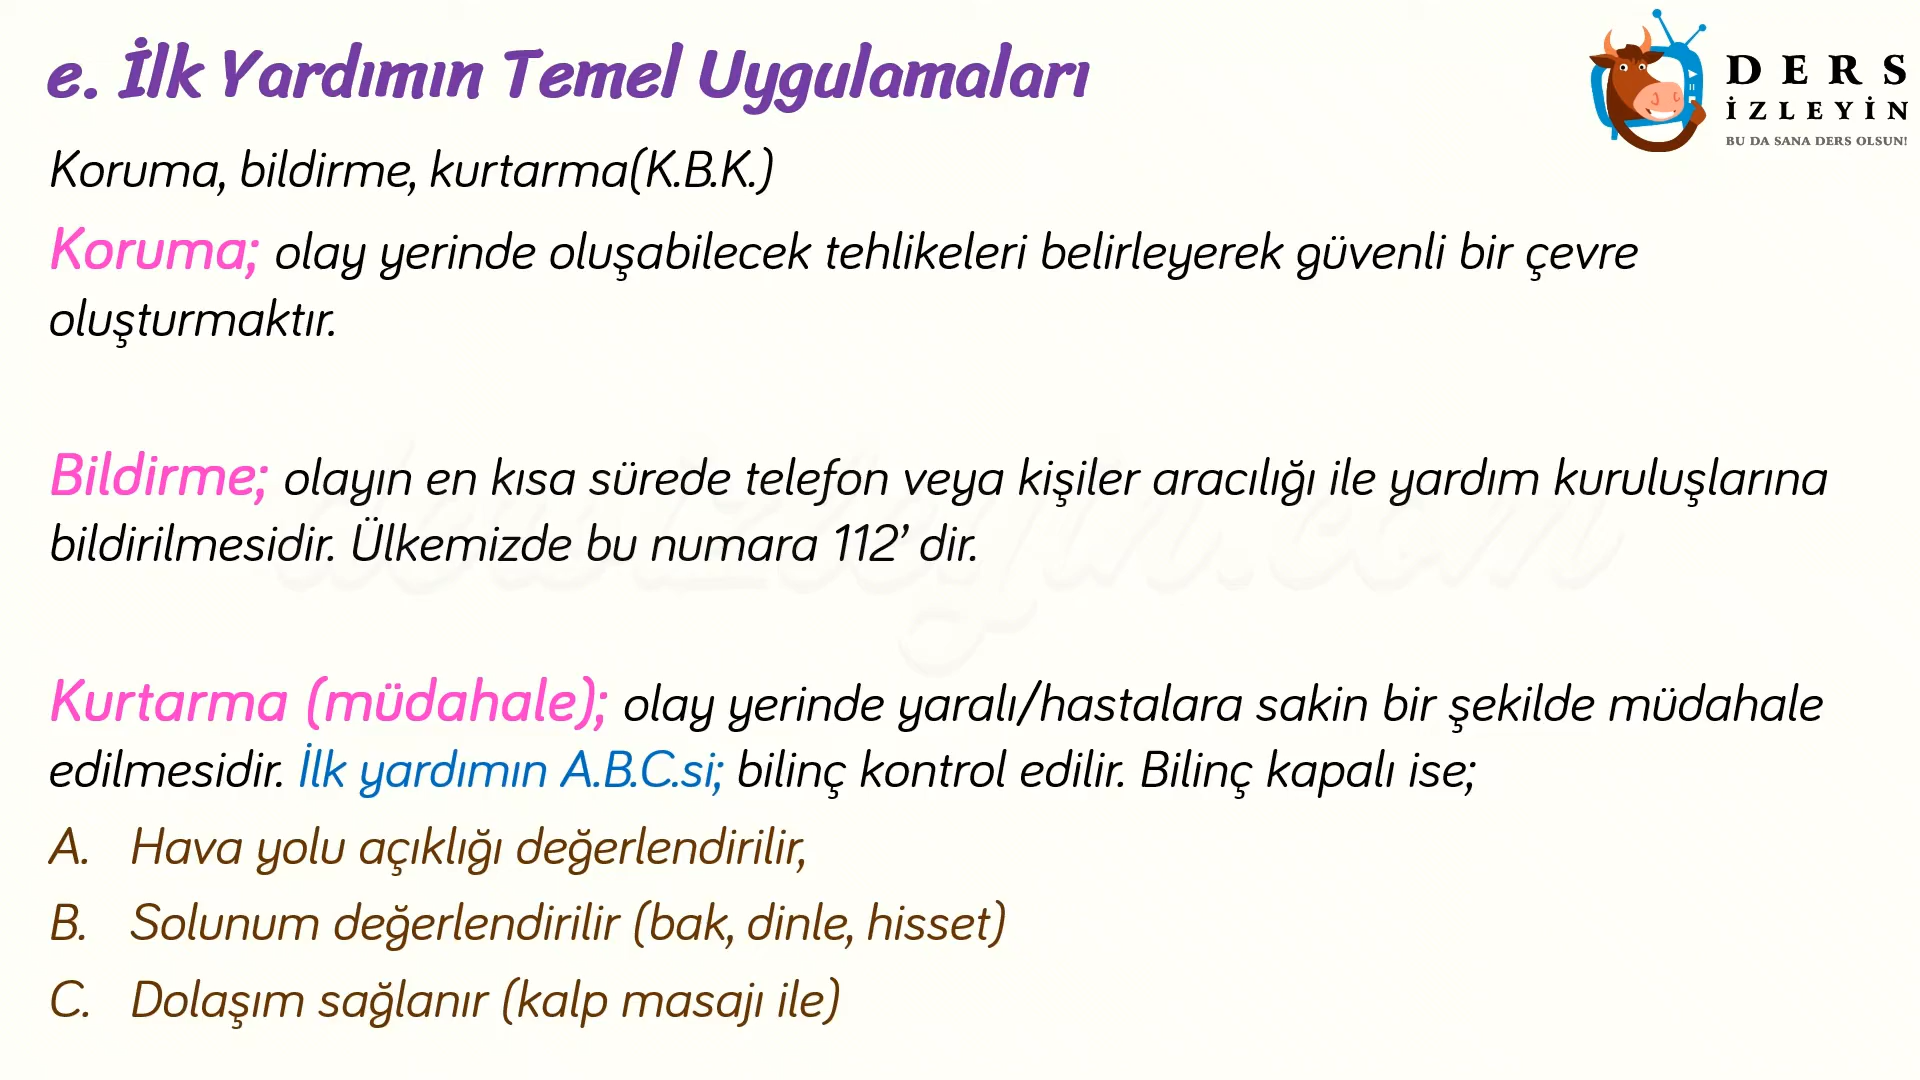 e. İlk Yardımın Temel Uygulamaları
DERS
İZLEYİN
BU DA SANA DERS OLSUN!
Koruma, bildirme, kurtarma(K.B.K.)
Koruma; olay yerinde oluşabilecek tehlikeleri belirleyerek güvenli bir çevre
oluşturmaktır.
Bildirme; olayın en kısa sürede telefon veya kişiler aracılığı ile yardım kuruluşlarına
bildirilmesidir. Ülkemizde bu numara 112’ dir.
dersizleyin.com
Kurtarma (müdahale); olay yerinde yaralı/hastalara sakin bir şekilde müdahale
edilmesidir. İlk yardımın A.B.C.si; bilinç kontrol edilir. Bilinç kapalı ise;
A. Hava yolu açıklığı değerlendirilir,
B. Solunum değerlendirilir (bak, dinle, hisset)
C. Dolaşım sağlanır (kalp masajı ile)